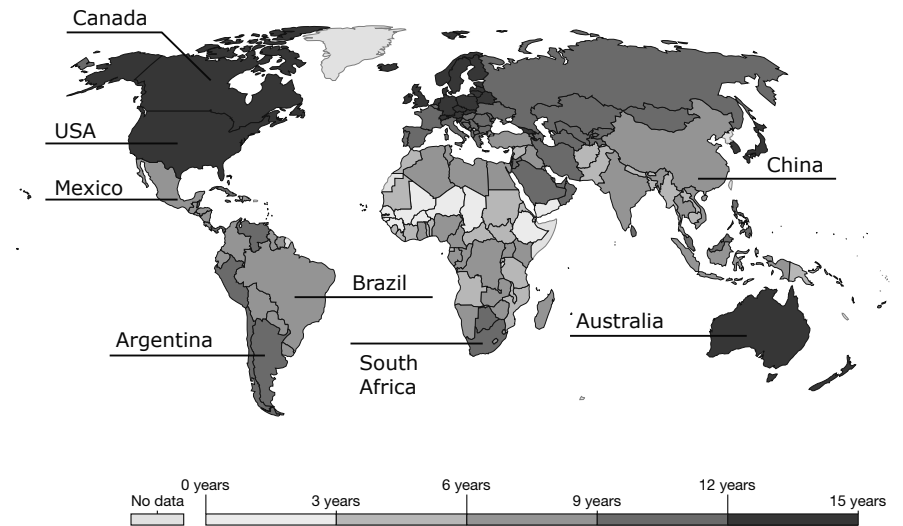 Canada
USA
Mexico
China
Brazil
Australia
Argentina
South
Africa
No data
0 years
3 years
6 years
9 years
12 years
15 years